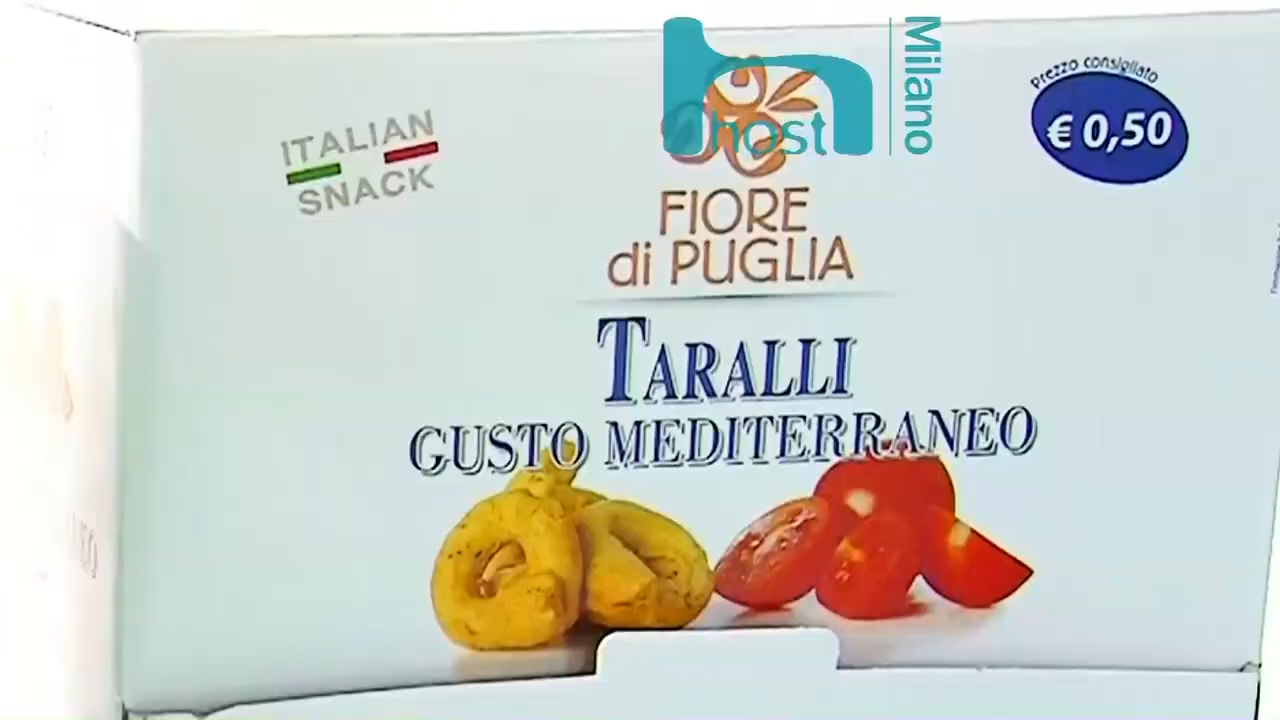 host
Milano
Prezzo consigliato
€ 0,50
ITALIAN
SNACK
FIORE
di PUGLIA
TARALLI
GUSTO MEDITERRANEO